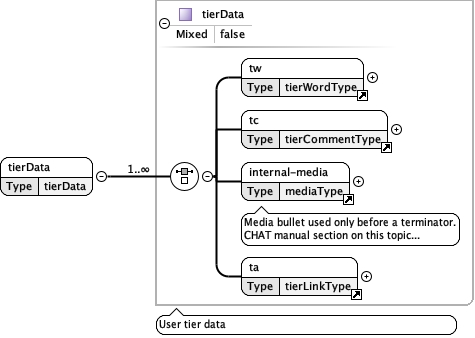 tierData
Mixed false
tw
Type tierWordType
tc
Type tierCommentType
tierData
Type tierData
1..∞
internal-media
Type mediaType
Media bullet used only before a terminator.
CHAT manual section on this topic...
ta
Type tierLinkType
User tier data